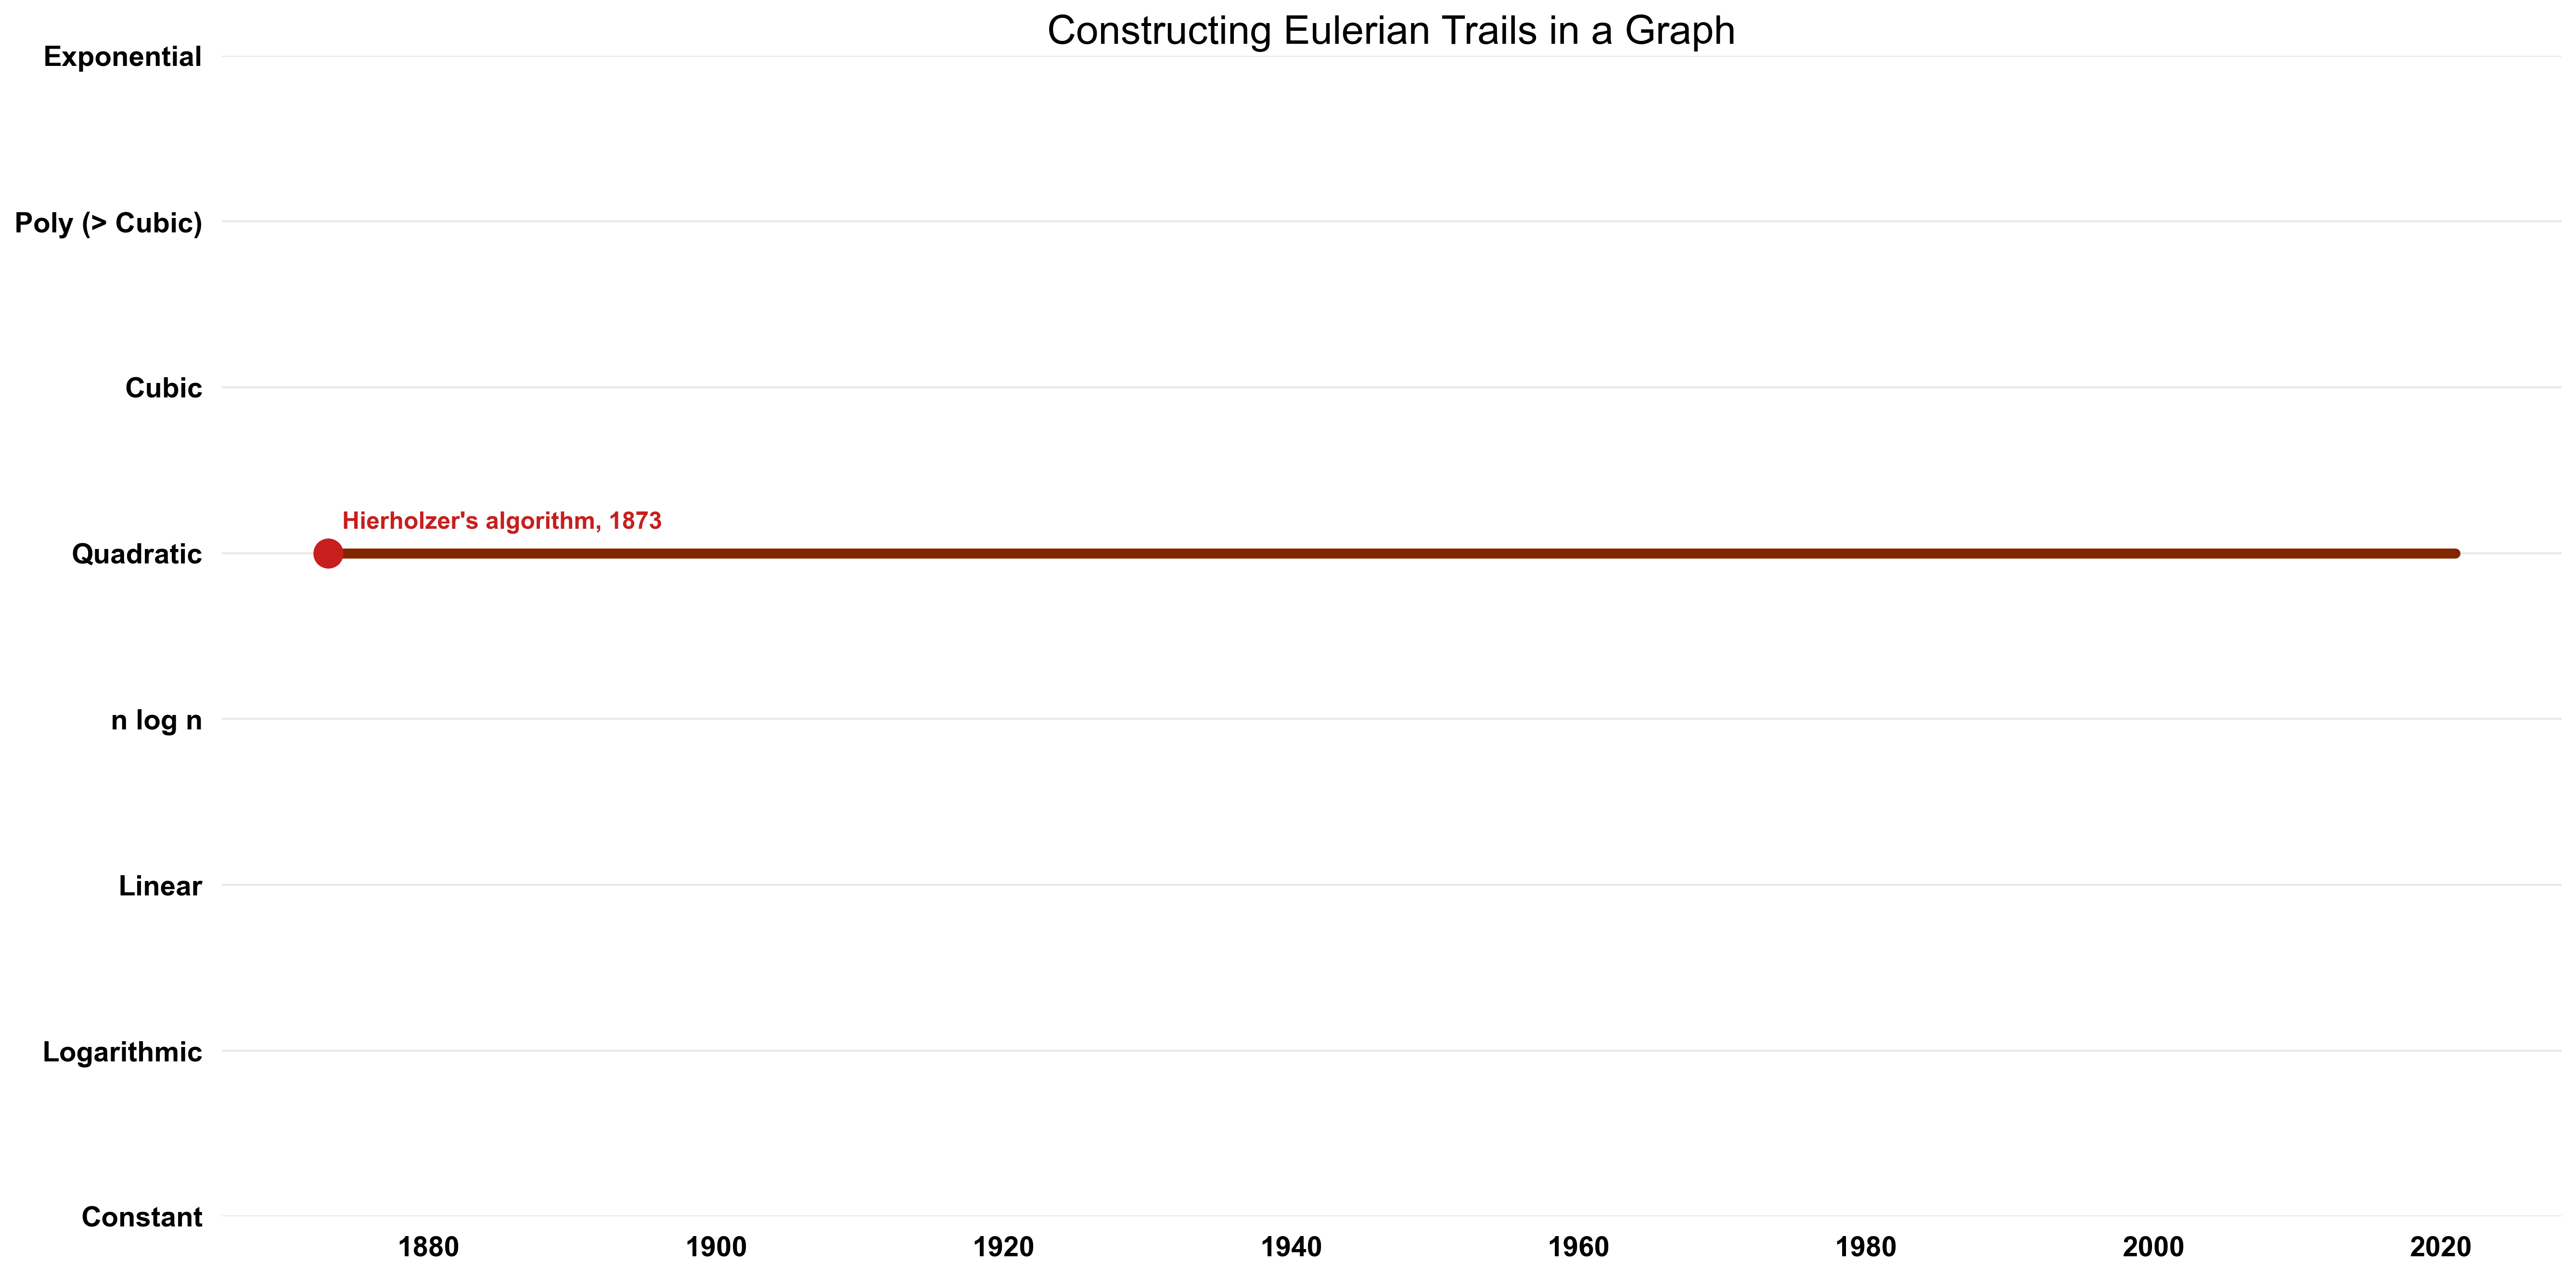 Constructing Eulerian Trails in a Graph
Exponential
Poly (> Cubic)
Cubic
Hierholzer's algorithm, 1873
Quadratic
n log n
Linear
Logarithmic
Constant
1880 1900 1920 1940 1960 1980 2000 2020